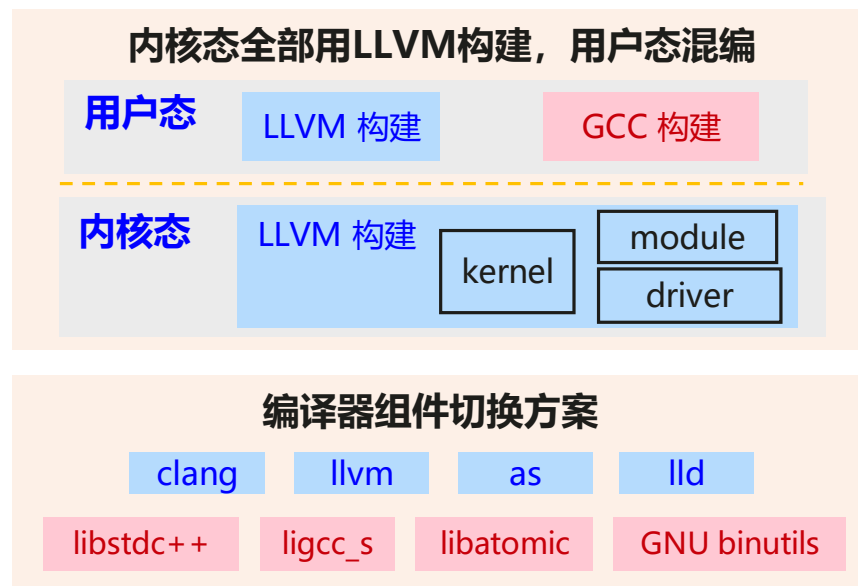 内核态全部用LLVM构建，用户态混编
用户态
LLVM 构建
GCC 构建
内核态
LLVM 构建
kernel
module
driver
编译器组件切换方案
clang
llvm
as
lld
libstdc++
ligcc_s
libatomic
GNU binutils